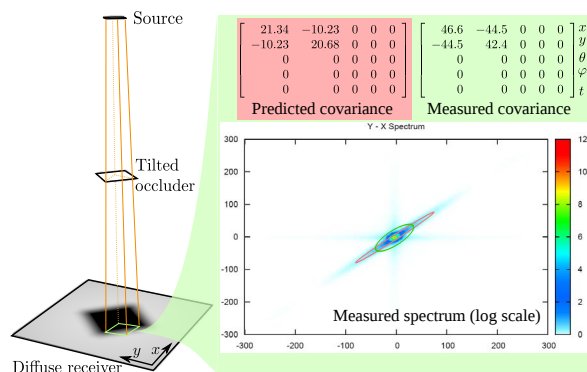 Source
21.34 −10.23 0 0 0
−10.23 20.68 0 0 0
0 0 0 0 0
0 0 0 0 0
0 0 0 0 0
Predicted covariance
46.6 −44.5 0 0 0 x
−44.5 42.4 0 0 0 y
0 0 0 0 0 θ
0 0 0 0 0 φ
0 0 0 0 0 t
Measured covariance
Tilted
occluder
Y - X Spectrum
300
200
100
0
-100
-200
-300
-300 -200 -100 0 100 200 300
12
10
8
6
4
2
0
Measured spectrum (log scale)
y x
Diffuse receiver